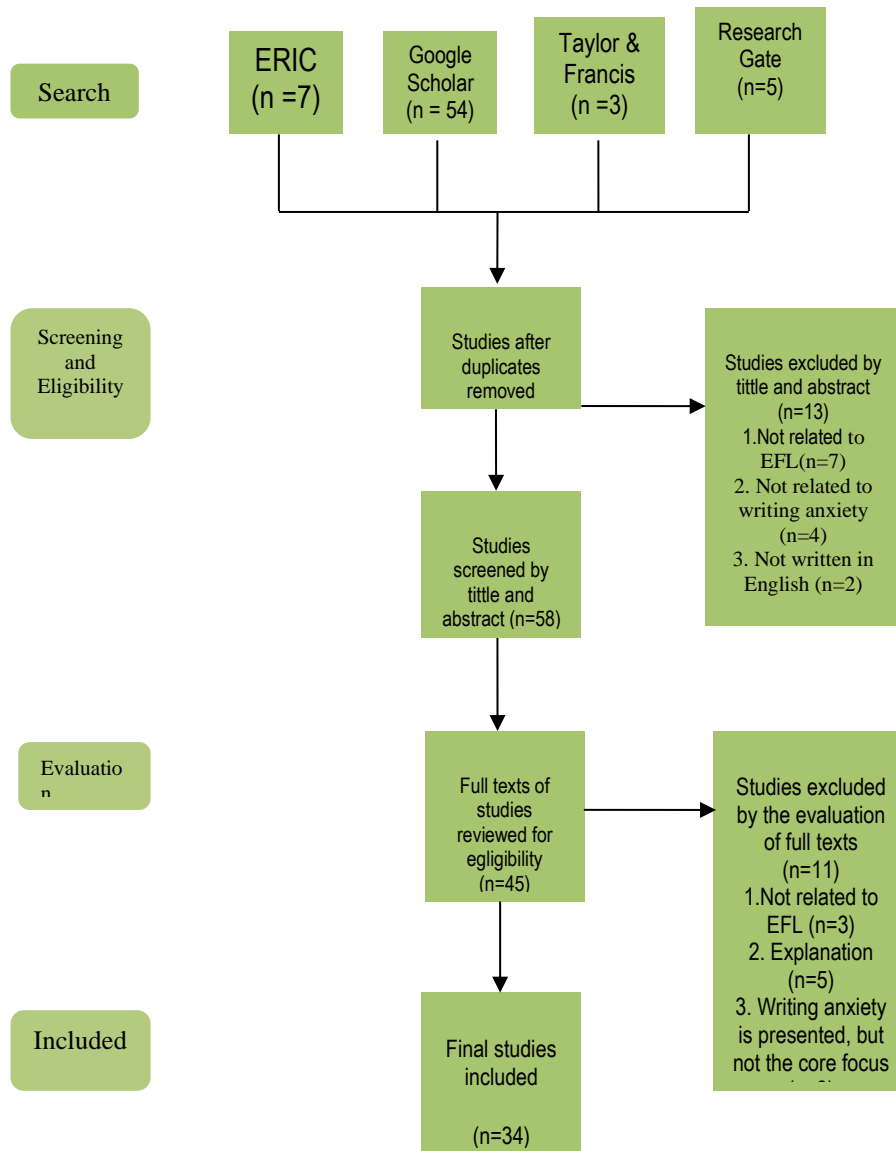 Search
ERIC
(n =7)
Google
Scholar
(n = 54)
Taylor &
Francis
(n =3)
Research
Gate
(n=5)
Screening
and
Eligibility
Studies after
duplicates
removed
Studies excluded by
tittle and abstract
(n=13)
1.Not related to
EFL(n=7)
2. Not related to
writing anxiety
(n=4)
3. Not written in
English (n=2)
Studies
screened by
tittle and
abstract (n=58)
Evaluatio
n
Full texts of
studies
reviewed for
egligibility
(n=45)
Studies excluded
by the evaluation
of full texts
(n=11)
1.Not related to
EFL (n=3)
2. Explanation
(n=5)
3. Writing anxiety
is presented, but
not the core focus
Included
Final studies
included
(n=34)